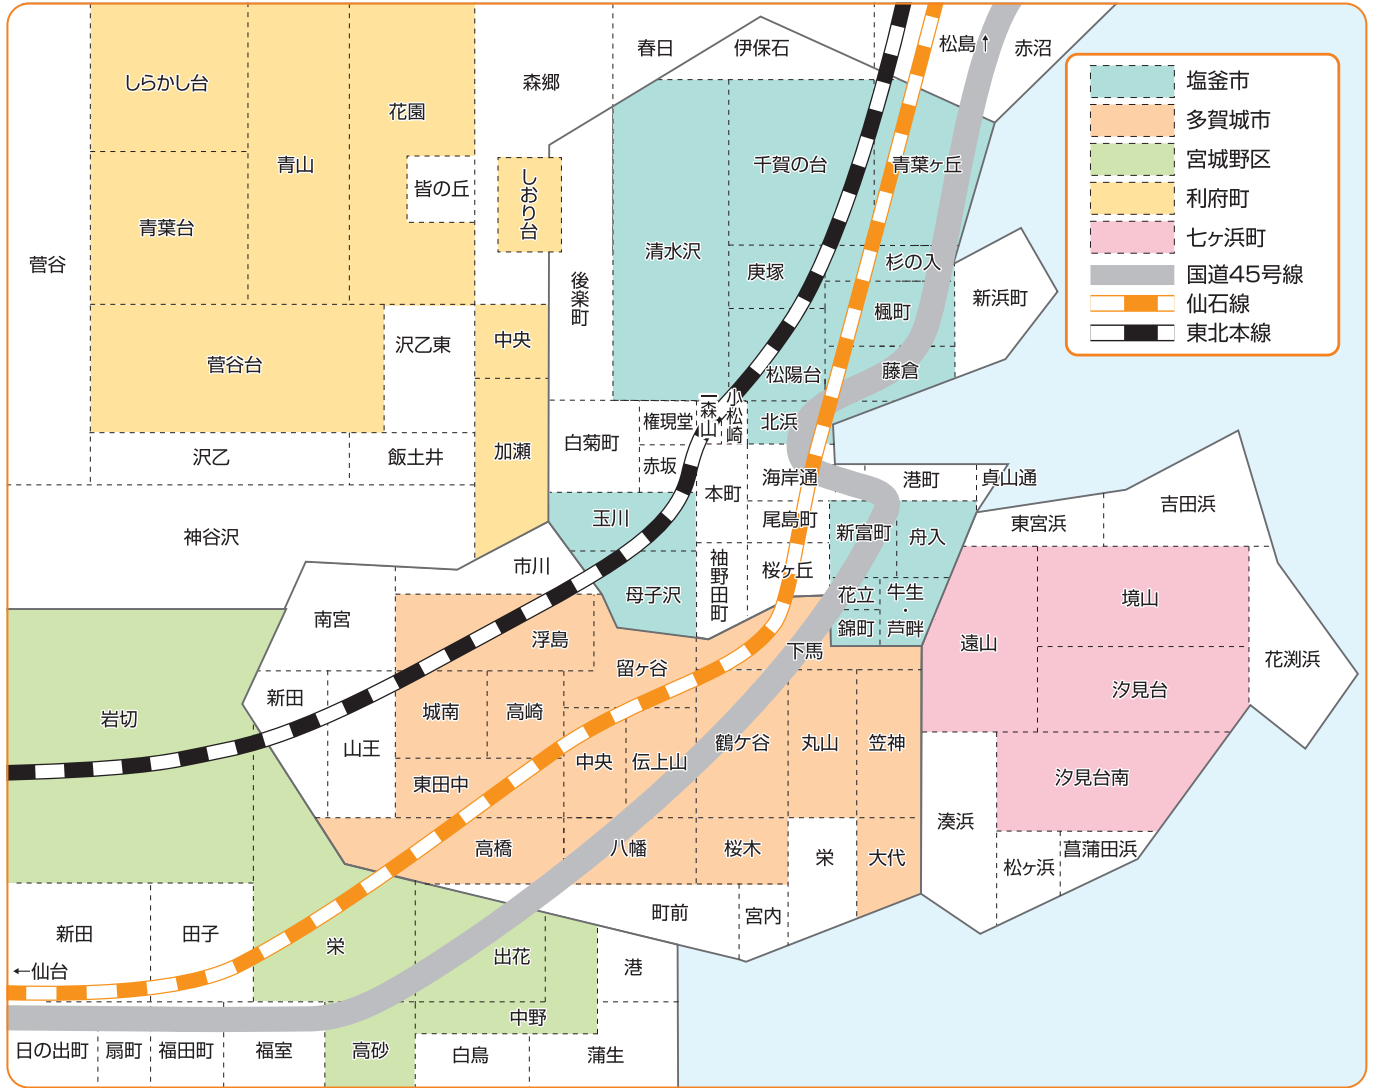 春日
伊保石
松島↑
赤沼
しらかし台
森郷
花園
青山
皆の丘
しおり台
千賀の台
青葉ヶ丘
青葉台
菅谷
清水沢
庚塚
杉の入
後楽町
新浜町
楓町
菅谷台
沢乙東
中央
松陽台
藤倉
沢乙
飯土井
加瀬
白菊町
権現堂
一森山
小松崎
北浜
赤坂
本町
海岸通
港町
貞山通
神谷沢
玉川
尾島町
新富町
舟入
東宮浜
吉田浜
市川
母子沢
袖野田町
桜ヶ丘
花立
牛生・芦畔
錦町
南宮
浮島
留ヶ谷
下馬
遠山
境山
汐見台
花渕浜
岩切
新田
山王
城南
高崎
中央
伝上山
鶴ケ谷
丸山
笠神
東田中
汐見台南
湊浜
高橋
八幡
桜木
栄
大代
松ヶ浜
菖蒲田浜
町前
宮内
新田
田子
栄
出花
港
←仙台
中野
日の出町
扇町
福田町
福室
高砂
白鳥
蒲生
塩釜市
多賀城市
宮城野区
利府町
七ヶ浜町
国道45号線
仙石線
東北本線